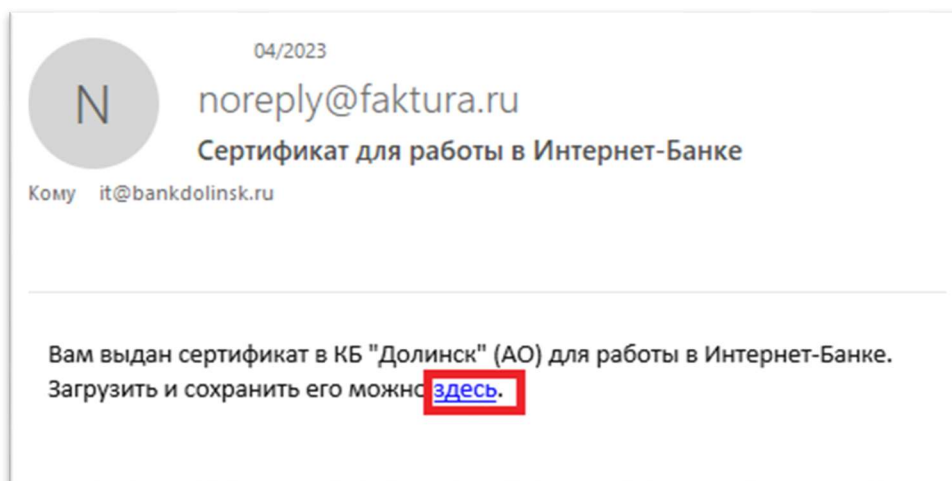 04/2023
N
noreply@faktura.ru
Сертификат для работы в Интернет-Банке
Кому it@bankdolinsk.ru
Вам выдан сертификат в КБ "Долинск" (АО) для работы в Интернет-Банке.
Загрузить и сохранить его можно здесь.